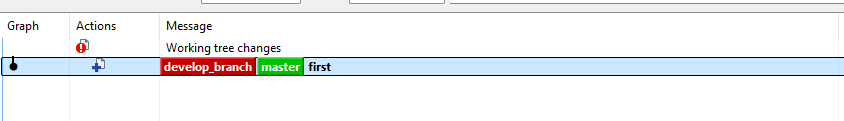 Graph Actions Message
Working tree changes
develop_branch master first